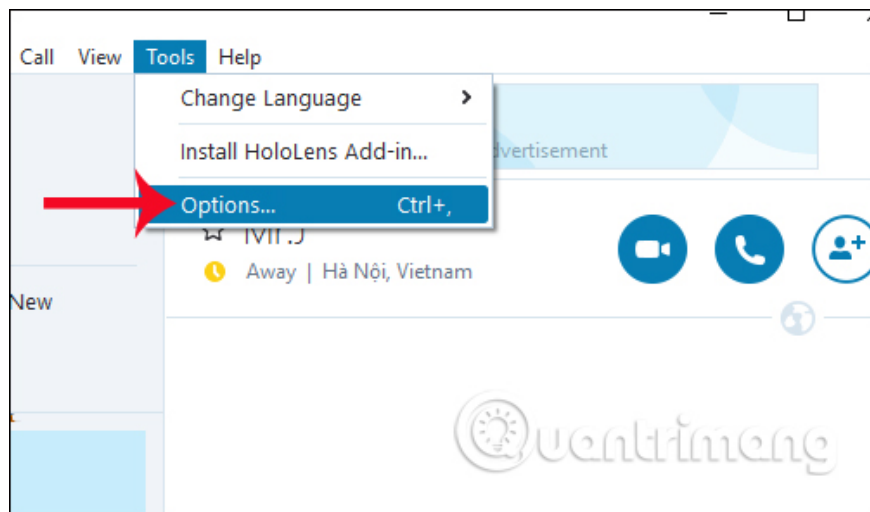 Call View Tools Help
Change Language
Install HoloLens Add-in...
dvertisement
Options... Ctrl+,
Mr.J
Away | Hà Nội, Vietnam
New
Quantrimang